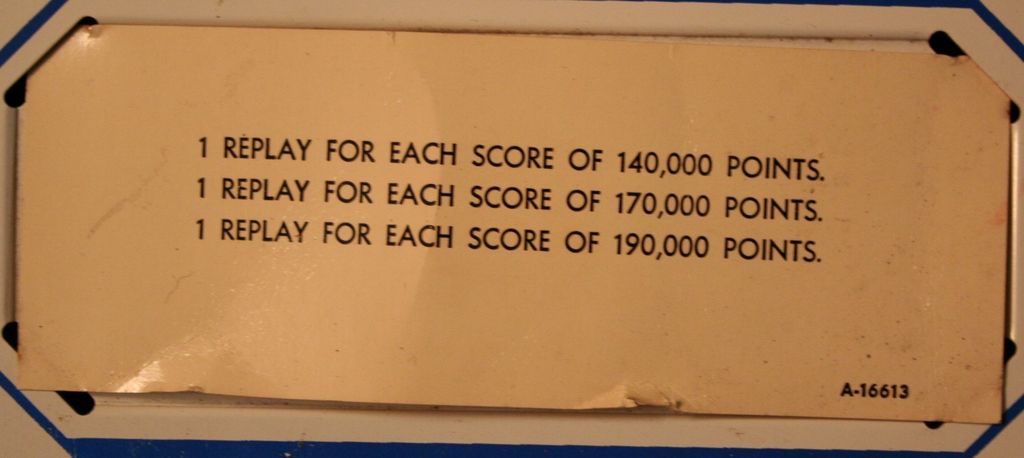 1 REPLAY FOR EACH SCORE OF 140,000 POINTS.
1 REPLAY FOR EACH SCORE OF 170,000 POINTS.
1 REPLAY FOR EACH SCORE OF 190,000 POINTS.
A-16613